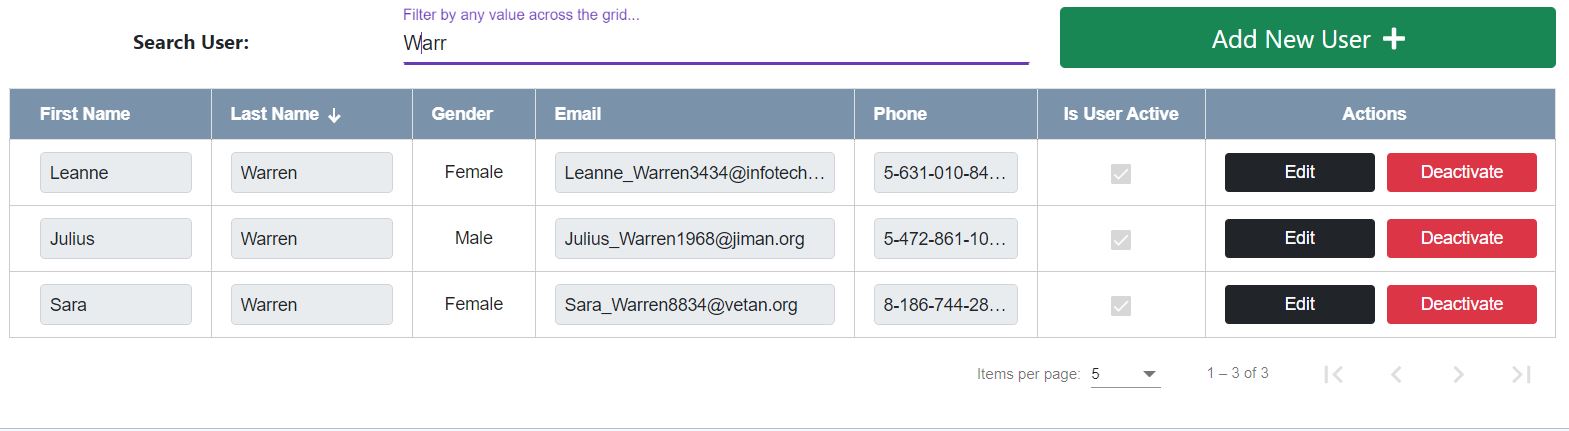 Filter by any value across the grid...
Search User: Warr Add New User
First Name Last Name Gender Email Phone Is User Active Actions
Leanne Warren Female Leanne_Warren3434@infotech… 5-631-010-84… Edit Deactivate
Julius Warren Male Julius_Warren1968@jiman.org 5-472-861-10… Edit Deactivate
Sara Warren Female Sara_Warren8834@vetan.org 8-186-744-28… Edit Deactivate
Items per page: 5 1 – 3 of 3